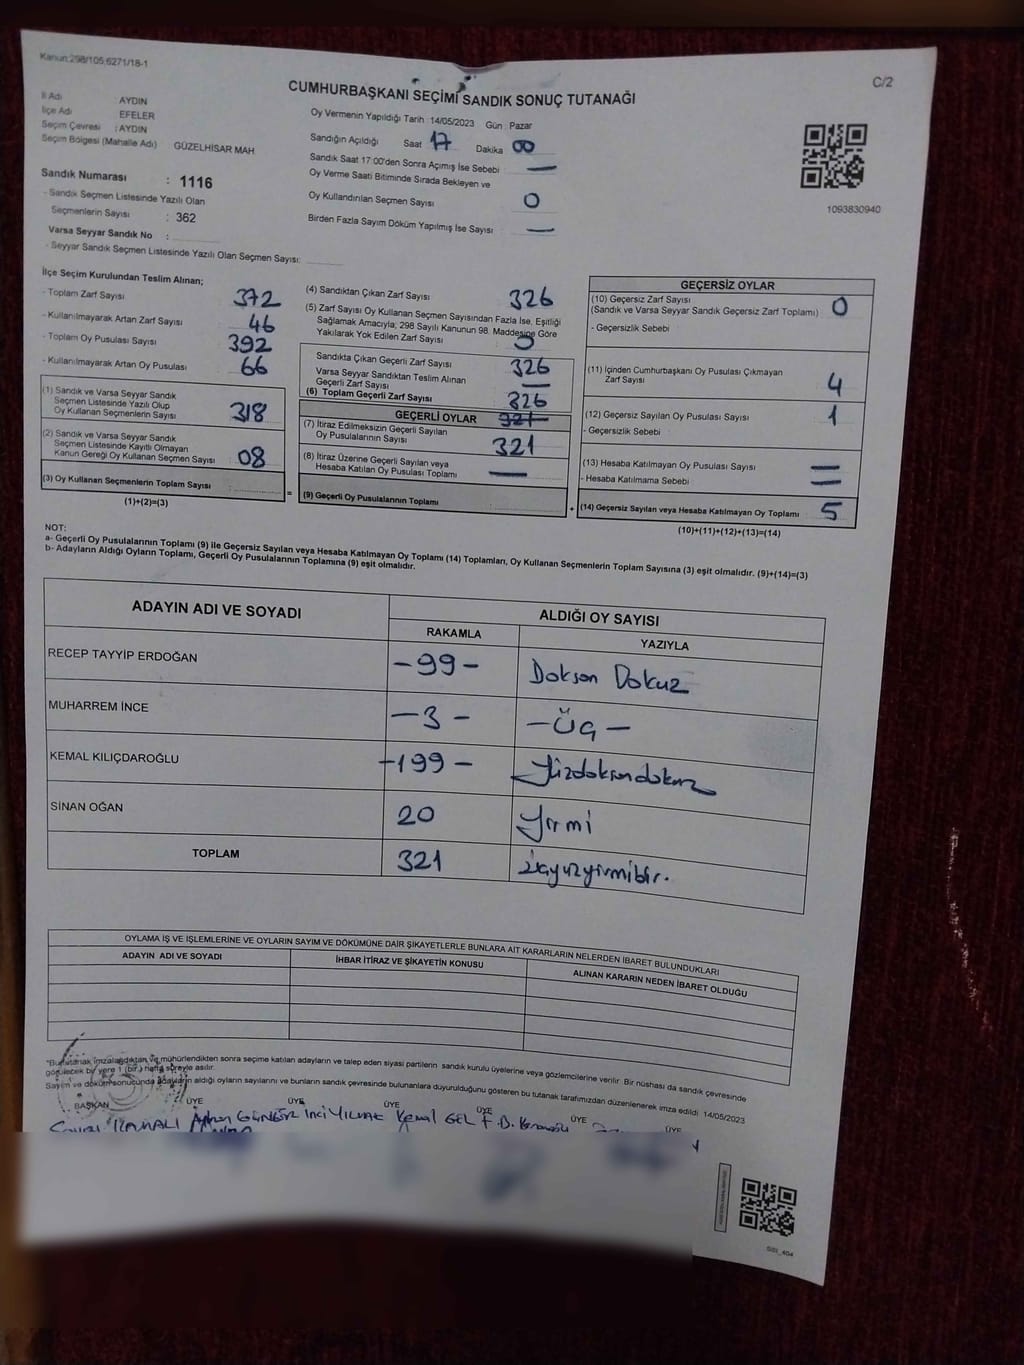 Kanun:298/105,6271/18-1
C/2
CUMHURBAŞKANI SEÇİMİ SANDIK SONUÇ TUTANAĞI
İl Adı : AYDIN
İlçe Adı EFELER
Seçim Çevresi : AYDIN
Seçim Bölgesi (Mahalle Adı) GÜZELHİSAR MAH
Oy Vermenin Yapıldığı Tarih :14/05/2023 Gün : Pazar
Sandığın Açıldığı Saat 17 Dakika 00
Sandık Saat 17:00'den Sonra Açımış İse Sebebi —
Oy Verme Saati Bitiminde Sırada Bekleyen ve
Oy Kullandırılan Seçmen Sayısı 0
Birden Fazla Sayım Döküm Yapılmış İse Sayısı —
1093830940
Sandık Numarası : 1116
- Sandık Seçmen Listesinde Yazılı Olan
Seçmenlerin Sayısı : 362
Varsa Seyyar Sandık No :
- Seyyar Sandık Seçmen Listesinde Yazılı Olan Seçmen Sayısı:
İlçe Seçim Kurulundan Teslim Alınan;
- Toplam Zarf Sayısı 372
- Kullanılmayarak Artan Zarf Sayısı 46
- Toplam Oy Pusulası Sayısı 392
- Kullanılmayarak Artan Oy Pusulası 66
(1) Sandık ve Varsa Seyyar Sandık
Seçmen Listesinde Yazılı Olup
Oy Kullanan Seçmenlerin Sayısı 318
(2) Sandık ve Varsa Seyyar Sandık
Seçmen Listesinde Kayıtlı Olmayan
Kanun Gereği Oy Kullanan Seçmen Sayısı 08
(3) Oy Kullanan Seçmenlerin Toplam Sayısı
(1)+(2)=(3)
=
(4) Sandıktan Çıkan Zarf Sayısı 326
(5) Zarf Sayısı Oy Kullanan Seçmen Sayısından Fazla İse, Eşitliği
Sağlamak Amacıyla, 298 Sayılı Kanunun 98. Maddesine Göre
Yakılarak Yok Edilen Zarf Sayısı
Sandıkta Çıkan Geçerli Zarf Sayısı 326
Varsa Seyyar Sandıktan Teslim Alınan
Geçerli Zarf Sayısı —
(6) Toplam Geçerli Zarf Sayısı 326
GEÇERLİ OYLAR 321
(7) İtiraz Edilmeksizin Geçerli Sayılan
Oy Pusulalarının Sayısı 321
(8) İtiraz Üzerine Geçerli Sayılan veya
Hesaba Katılan Oy Pusulası Toplamı —
(9) Geçerli Oy Pusulalarının Toplamı
+
GEÇERSİZ OYLAR
(10) Geçersiz Zarf Sayısı 0
(Sandık ve Varsa Seyyar Sandık Geçersiz Zarf Toplamı)
- Geçersizlik Sebebi
(11) İçinden Cumhurbaşkanı Oy Pusulası Çıkmayan
Zarf Sayısı 4
(12) Geçersiz Sayılan Oy Pusulası Sayısı 1
- Geçersizlik Sebebi
(13) Hesaba Katılmayan Oy Pusulası Sayısı —
- Hesaba Katılmama Sebebi —
(14) Geçersiz Sayılan veya Hesaba Katılmayan Oy Toplamı 5
(10)+(11)+(12)+(13)=(14)
NOT:
a- Geçerli Oy Pusulalarının Toplamı (9) ile Geçersiz Sayılan veya Hesaba Katılmayan Oy Toplamı (14) Toplamları, Oy Kullanan Seçmenlerin Toplam Sayısına (3) eşit olmalıdır. (9)+(14)=(3)
b- Adayların Aldığı Oyların Toplamı, Geçerli Oy Pusulalarının Toplamına (9) eşit olmalıdır.
ADAYIN ADI VE SOYADI
ALDIĞI OY SAYISI
RAKAMLA YAZIYLA
RECEP TAYYİP ERDOĞAN -99- Doksan Dokuz
MUHARREM İNCE -3- -Üç-
KEMAL KILIÇDAROĞLU -199- Yüzdoksandokuz
SİNAN OĞAN 20 Yirmi
TOPLAM 321 üçyüzyirmibir.
OYLAMA İŞ VE İŞLEMLERİNE VE OYLARIN SAYIM VE DÖKÜMÜNE DAİR ŞİKAYETLERLE BUNLARA AİT KARARLARIN NELERDEN İBARET BULUNDUKLARI
ADAYIN ADI VE SOYADI İHBAR İTİRAZ VE ŞİKAYETİN KONUSU ALINAN KARARIN NEDEN İBARET OLDUĞU
*Bu tutanak imzalandıktan ve mühürlendikten sonra seçime katılan adayların ve talep eden siyasi partilerin sandık kurulu üyelerine veya gözlemcilerine verilir. Bir nüshası da sandık çevresinde
görülecek bir yere 1 (bir) hafta süreyle asılır.
Sayım ve döküm sonucunda adayların aldığı oyların sayılarını ve bunların sandık çevresinde bulunanlara duyurulduğunu gösteren bu tutanak tarafımızdan düzenlenerek imza edildi 14/05/2023
BAŞKAN ÜYE ÜYE ÜYE ÜYE ÜYE ÜYE
GÜNGÖR İnci YILMAZ Kemal GEL